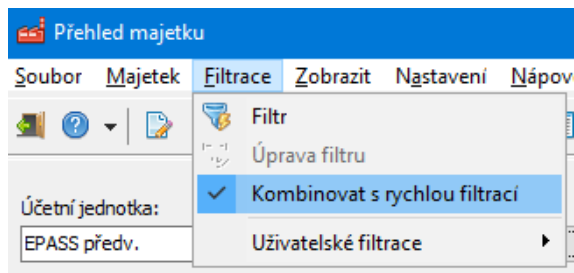 Přehled majetku
Soubor Majetek Filtrace Zobrazit Nastavení
Filtr
Úprava filtru
Kombinovat s rychlou filtrací
Uživatelské filtrace
Účetní jednotka:
EPASS předv.